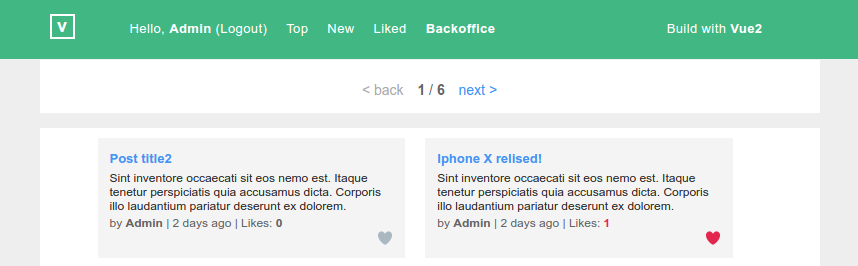 V Hello, Admin (Logout) Top New Liked Backoffice Build with Vue2
< back 1 / 6 next >
Post title2
Sint inventore occaecati sit eos nemo est. Itaque
tenetur perspiciatis quia accusamus dicta. Corporis
illo laudantium pariatur deserunt ex dolorem.
by Admin | 2 days ago | Likes: 0
Iphone X relised!
Sint inventore occaecati sit eos nemo est. Itaque
tenetur perspiciatis quia accusamus dicta. Corporis
illo laudantium pariatur deserunt ex dolorem.
by Admin | 2 days ago | Likes: 1